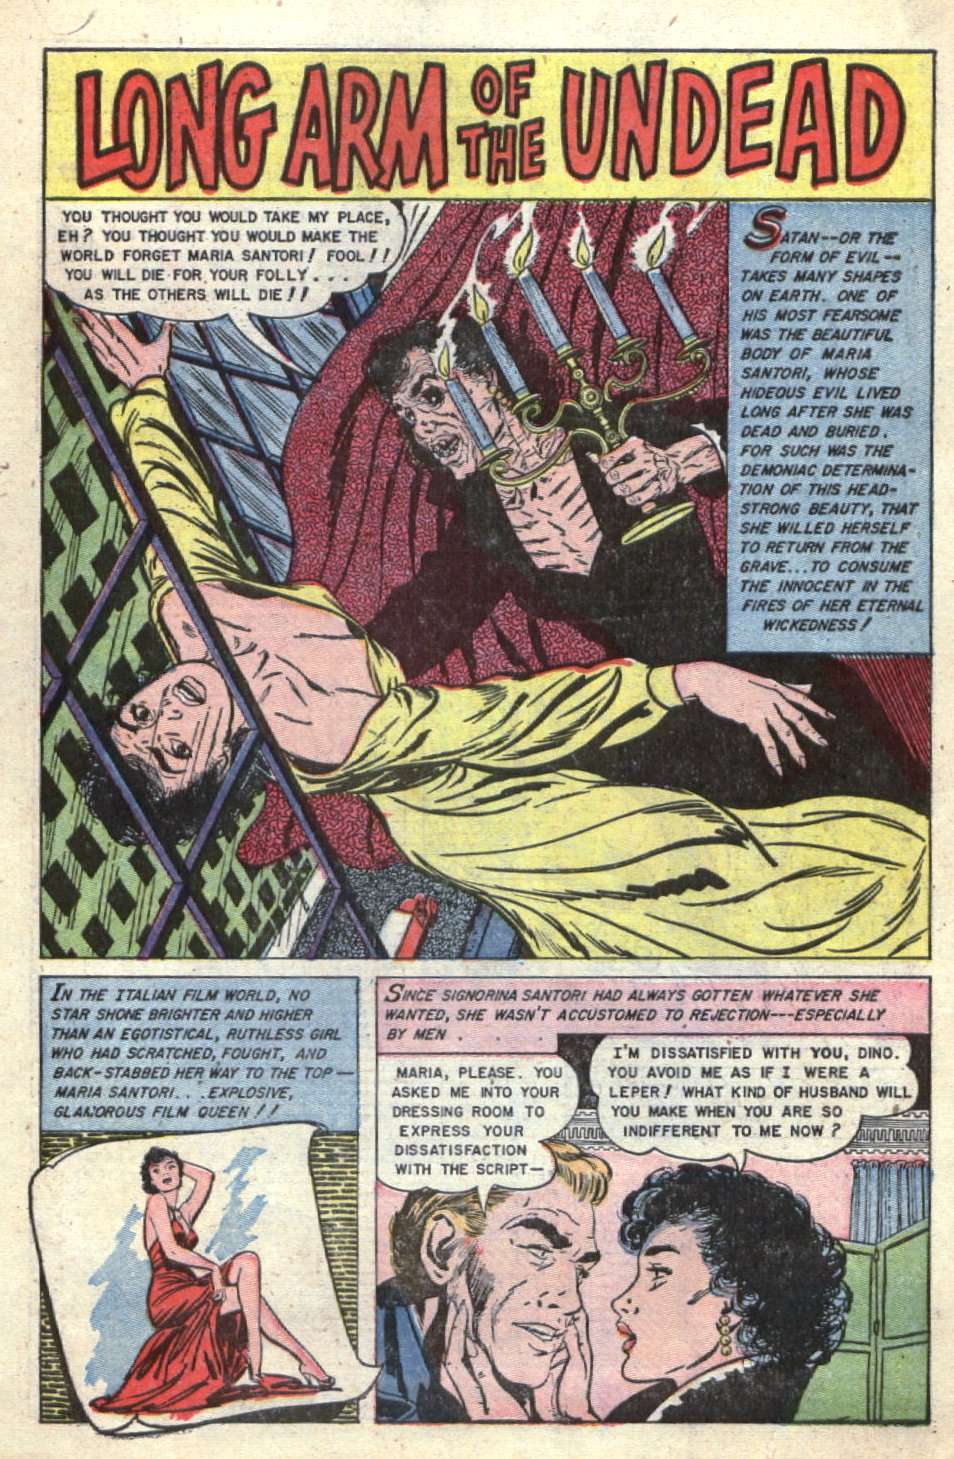 LONG ARM OF THE UNDEAD
YOU THOUGHT YOU WOULD TAKE MY PLACE,
EH? YOU THOUGHT YOU WOULD MAKE THE
WORLD FORGET MARIA SANTORI! FOOL!!
YOU WILL DIE FOR YOUR FOLLY...
AS THE OTHERS WILL DIE!!
SATAN--OR THE
FORM OF EVIL--
TAKES MANY SHAPES
ON EARTH. ONE OF
HIS MOST FEARSOME
WAS THE BEAUTIFUL
BODY OF MARIA
SANTORI, WHOSE
HIDEOUS EVIL LIVED
LONG AFTER SHE WAS
DEAD AND BURIED.
FOR SUCH WAS THE
DEMONIAC DETERMINA-
TION OF THIS HEAD-
STRONG BEAUTY, THAT
SHE WILLED HERSELF
TO RETURN FROM THE
GRAVE...TO CONSUME
THE INNOCENT IN THE
FIRES OF HER ETERNAL
WICKEDNESS!
IN THE ITALIAN FILM WORLD, NO
STAR SHONE BRIGHTER AND HIGHER
THAN AN EGOTISTICAL, RUTHLESS GIRL
WHO HAD SCRATCHED, FOUGHT, AND
BACK-STABBED HER WAY TO THE TOP—
MARIA SANTORI...EXPLOSIVE,
GLAMOROUS FILM QUEEN!!
SINCE SIGNORINA SANTORI HAD ALWAYS GOTTEN WHATEVER SHE
WANTED, SHE WASN'T ACCUSTOMED TO REJECTION---ESPECIALLY
BY MEN . . . .
MARIA, PLEASE. YOU
ASKED ME INTO YOUR
DRESSING ROOM TO
EXPRESS YOUR
DISSATISFACTION
WITH THE SCRIPT—
I'M DISSATISFIED WITH YOU, DINO.
YOU AVOID ME AS IF I WERE A
LEPER! WHAT KIND OF HUSBAND WILL
YOU MAKE WHEN YOU ARE SO
INDIFFERENT TO ME NOW?